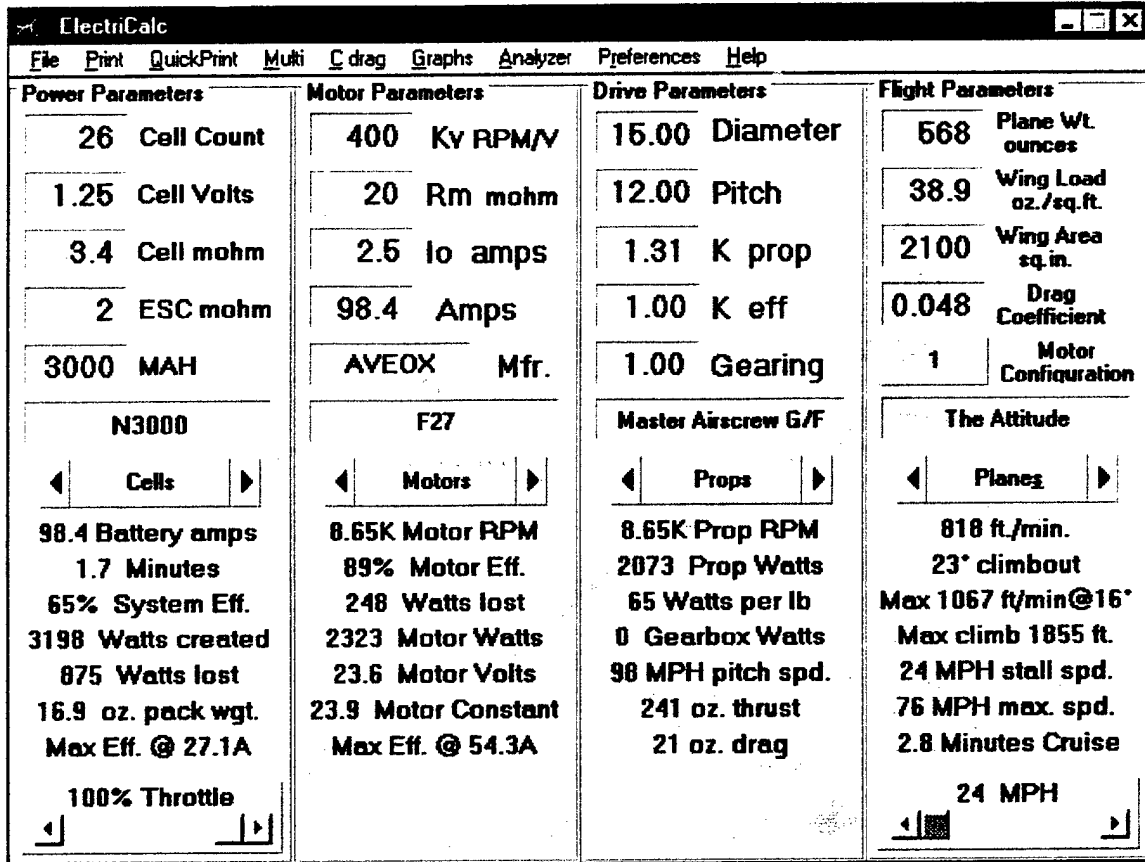 ElectriCalc
File Print QuickPrint Multi C drag Graphs Analyzer Preferences Help
Power Parameters
26 Cell Count
1.25 Cell Volts
3.4 Cell mohm
2 ESC mohm
3000 MAH
N3000
Cells
98.4 Battery amps
1.7 Minutes
65% System Eff.
3198 Watts created
875 Watts lost
16.9 oz. pack wgt.
Max Eff. @ 27.1A
100% Throttle
Motor Parameters
400 Kv RPM/V
20 Rm mohm
2.5 Io amps
98.4 Amps
AVEOX Mfr.
F27
Motors
8.65K Motor RPM
89% Motor Eff.
248 Watts lost
2323 Motor Watts
23.6 Motor Volts
23.9 Motor Constant
Max Eff. @ 54.3A
Drive Parameters
15.00 Diameter
12.00 Pitch
1.31 K prop
1.00 K eff
1.00 Gearing
Master Airscrew G/F
Props
8.65K Prop RPM
2073 Prop Watts
65 Watts per lb
0 Gearbox Watts
98 MPH pitch spd.
241 oz. thrust
21 oz. drag
Flight Parameters
568 Plane Wt.
ounces
38.9 Wing Load
oz./sq.ft.
2100 Wing Area
sq.in.
0.048 Drag
Coefficient
1 Motor
Configuration
The Attitude
Planes
818 ft./min.
23° climbout
Max 1067 ft/min@16°
Max climb 1855 ft.
24 MPH stall spd.
76 MPH max. spd.
2.8 Minutes Cruise
24 MPH